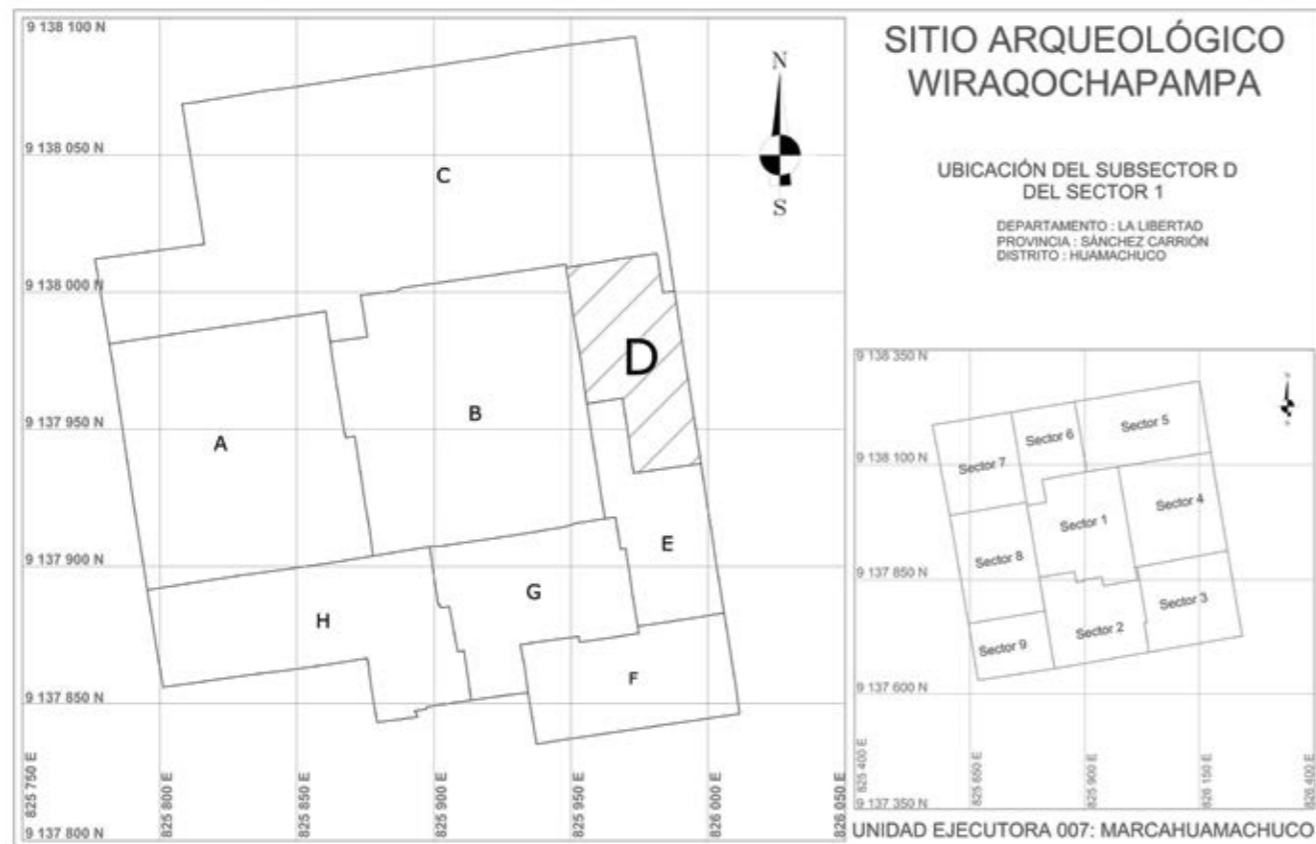 9 138 100 N
9 138 050 N
9 138 000 N
9 137 950 N
9 137 900 N
9 137 850 N
9 137 800 N
825 750 E
825 800 E
825 850 E
825 900 E
825 950 E
826 000 E
826 050 E
N
S
C
D
B
A
E
G
H
F
SITIO ARQUEOLÓGICO
WIRAQOCHAPAMPA
UBICACIÓN DEL SUBSECTOR D
DEL SECTOR 1
DEPARTAMENTO : LA LIBERTAD
PROVINCIA : SÁNCHEZ CARRIÓN
DISTRITO : HUAMACHUCO
9 138 350 N
9 138 100 N
9 137 850 N
9 137 600 N
9 137 350 N
825 400 E
825 650 E
825 900 E
826 150 E
826 400 E
Sector 5
Sector 6
Sector 7
Sector 4
Sector 1
Sector 8
Sector 3
Sector 2
Sector 9
UNIDAD EJECUTORA 007: MARCAHUAMACHUCO